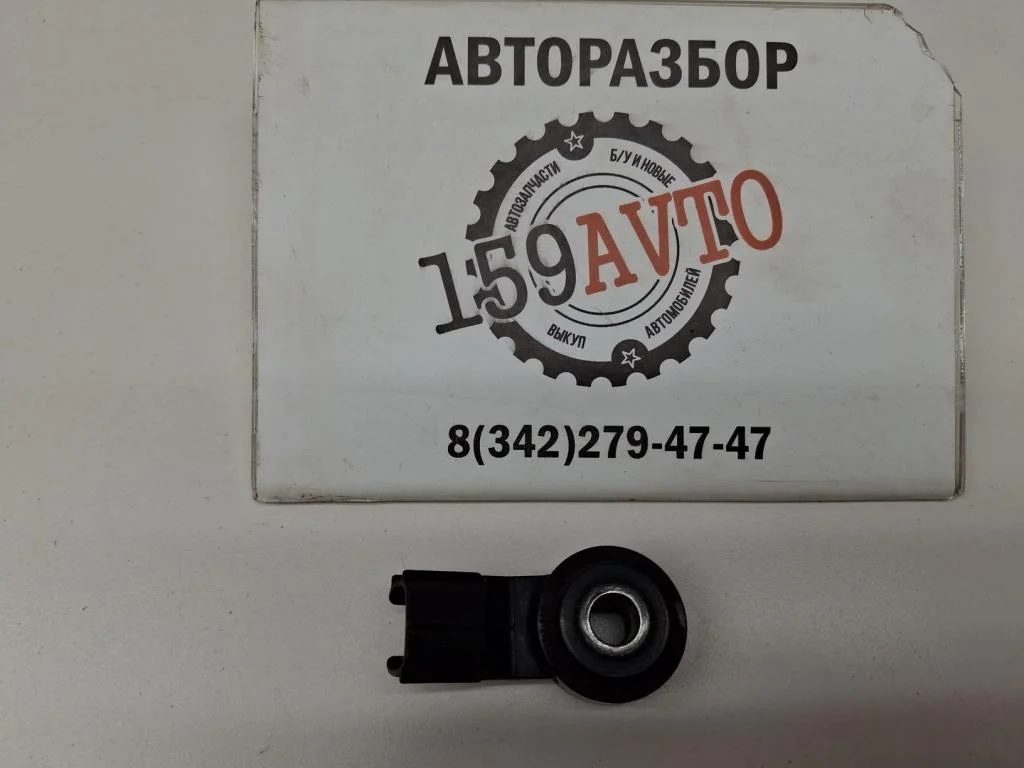 АВТОРАЗБОР
АВТОЗАПЧАСТИ
Б/У И НОВЫЕ
159AVTO
ВЫКУП
АВТОМОБИЛЕЙ
8(342)279-47-47